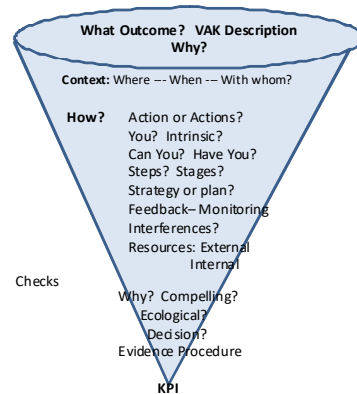 What Outcome? VAK Description
Why?
Context: Where --- When --- With whom?
How? Action or Actions?
You? Intrinsic?
Can You? Have You?
Steps? Stages?
Strategy or plan?
Feedback– Monitoring
Interferences?
Resources: External
Internal
Checks
Why? Compelling?
Ecological?
Decision?
Evidence Procedure
KPI